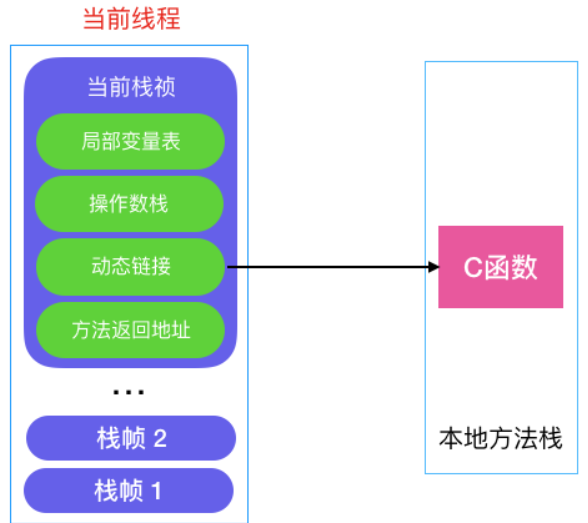 当前线程
当前栈祯
局部变量表
操作数栈
动态链接
方法返回地址
...
栈帧 2
栈帧 1
C函数
本地方法栈